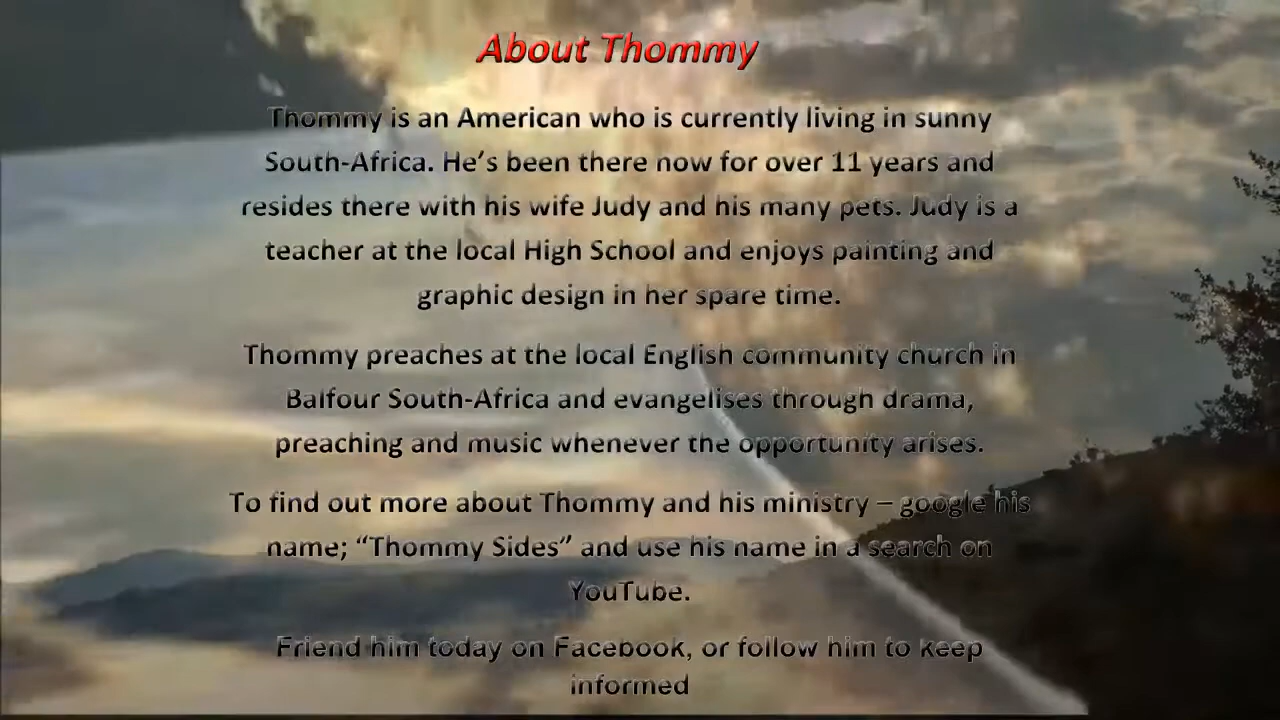 About Thommy
Thommy is an American who is currently living in sunny
South-Africa. He’s been there now for over 11 years and
resides there with his wife Judy and his many pets. Judy is a
teacher at the local High School and enjoys painting and
graphic design in her spare time.
Thommy preaches at the local English community church in
Balfour South-Africa and evangelises through drama,
preaching and music whenever the opportunity arises.
To find out more about Thommy and his ministry – google his
name; “Thommy Sides” and use his name in a search on
YouTube.
Friend him today on Facebook, or follow him to keep
informed